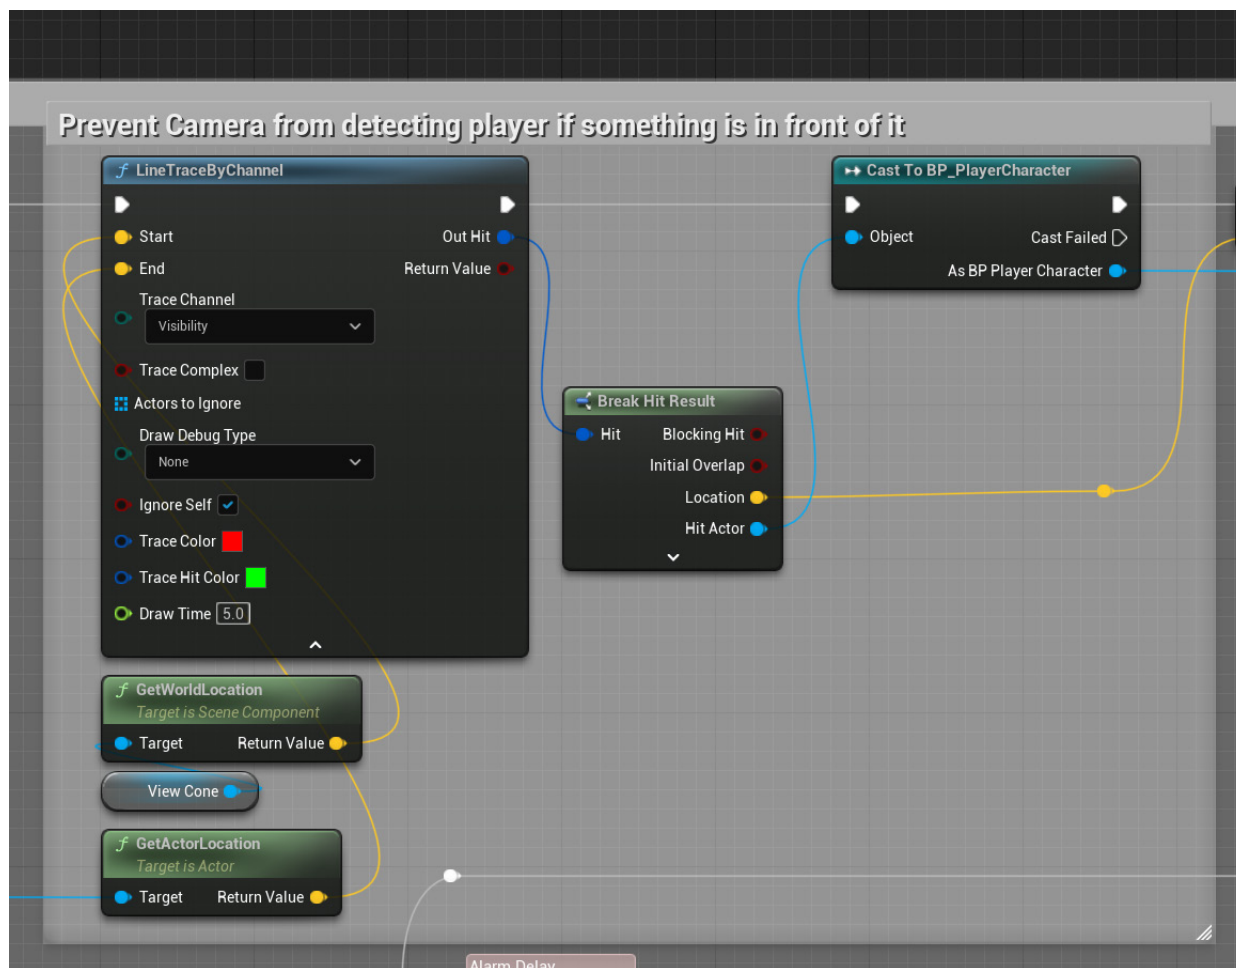 Prevent Camera from detecting player if something is in front of it
f LineTraceByChannel
Start
Out Hit
End
Return Value
Trace Channel
Visibility
Trace Complex
Actors to Ignore
Draw Debug Type
None
Ignore Self
Trace Color
Trace Hit Color
Draw Time 5.0
Cast To BP_PlayerCharacter
Object
Cast Failed
As BP Player Character
Break Hit Result
Hit
Blocking Hit
Initial Overlap
Location
Hit Actor
f GetWorldLocation
Target is Scene Component
Target
Return Value
View Cone
f GetActorLocation
Target is Actor
Target
Return Value
Alarm Delay